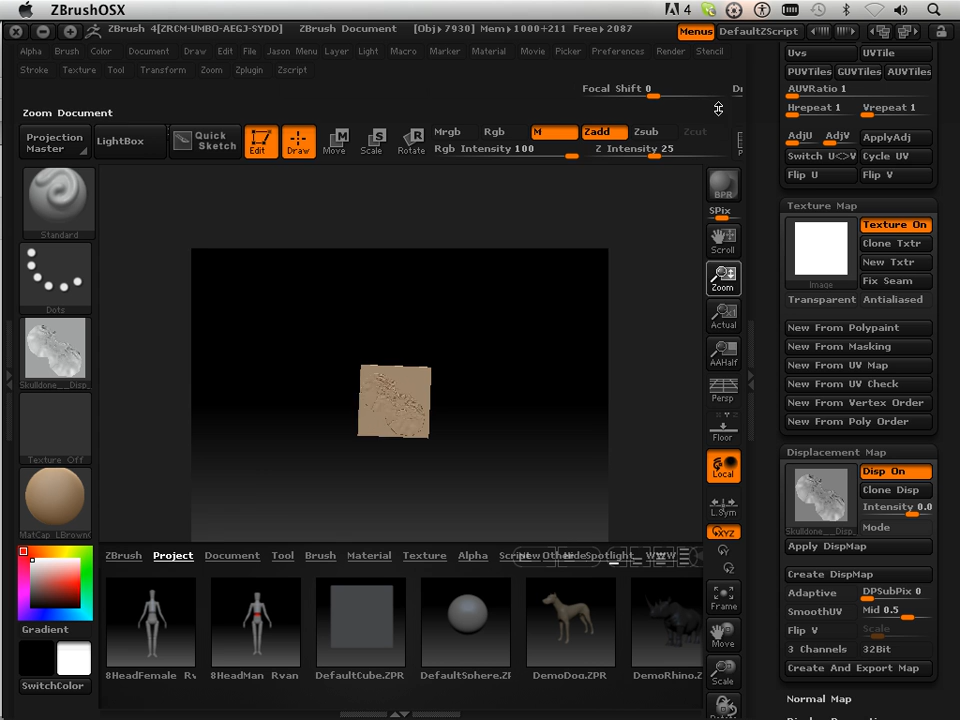 ZBrushOSX
4
ZBrush 4[ZRCM-UMBO-AEGJ-SYDD]
ZBrush Document
[Obj>7930] Mem>1000+211] Free>2087
Menus
DefaultZScript
Alpha Brush Color Document Draw Edit File Jason Menu Layer Light Macro Marker Material Movie Picker Preferences Render Stencil
Stroke Texture Tool Transform Zoom Zplugin Zscript
Focal Shift 0
Zoom Document
Projection Master
LightBox
Quick Sketch
Edit
Draw
Move
Scale
Rotate
Mrgb Rgb M Zadd Zsub Zcut
Rgb Intensity 100 Z Intensity 25
Standard
Dots
Skulldone__Disp_
Texture Off
MatCap LBrown
Gradient
SwitchColor
BPR
SPix
Scroll
Zoom
Actual
AAHalf
Persp
Floor
Local
L.Sym
XYZ
Frame
Move
Scale
ZBrush Project Document Tool Brush Material Texture Alpha
8HeadFemale_Rv
8HeadMan_Rvan
DefaultCube.ZPR
DefaultSphere.Z
DemoDog.ZPR
DemoRhino.Z
Uvs UVTile
PUVTiles GUVTiles AUVTiles
AUVRatio 1
Hrepeat 1 Vrepeat 1
AdjU AdjV ApplyAdj
Switch U<>V Cycle UV
Flip U Flip V
Texture Map
Texture On
Clone Txtr
New Txtr
Image
Fix Seam
Transparent Antialiased
New From Polypaint
New From Masking
New From UV Map
New From UV Check
New From Vertex Order
New From Poly Order
Displacement Map
Disp On
Clone Disp
Intensity 0.0
Skulldone__Disp_
Mode
Apply DispMap
Create DispMap
Adaptive DPSubPix 0
SmoothUV Mid 0.5
Flip V Scale
3 Channels 32Bit
Create And Export Map
Normal Map